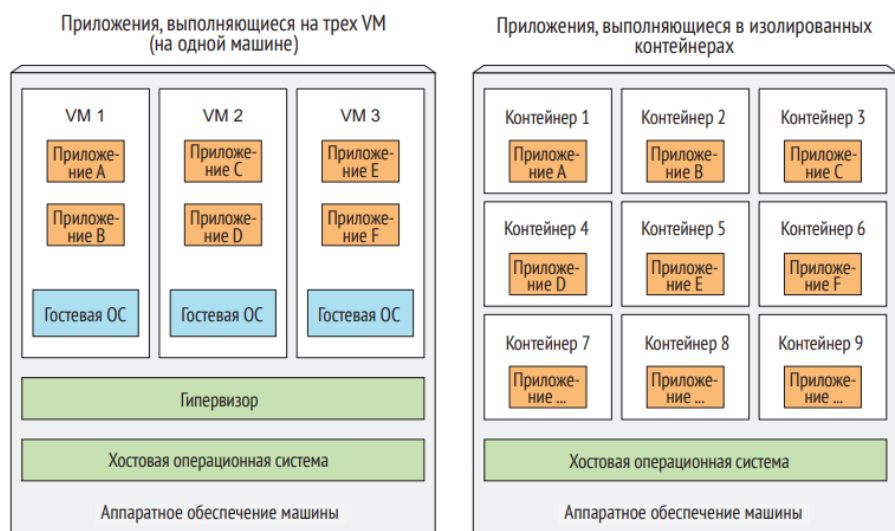 Приложения, выполняющиеся на трех VM
(на одной машине)
VM 1
VM 2
VM 3
Приложе-
ние A
Приложе-
ние C
Приложе-
ние E
Приложе-
ние B
Приложе-
ние D
Приложе-
ние F
Гостевая ОС
Гостевая ОС
Гостевая ОС
Гипервизор
Хостовая операционная система
Аппаратное обеспечение машины
Приложения, выполняющиеся в изолированных
контейнерах
Контейнер 1
Контейнер 2
Контейнер 3
Приложе-
ние A
Приложе-
ние B
Приложе-
ние C
Контейнер 4
Контейнер 5
Контейнер 6
Приложе-
ние D
Приложе-
ние E
Приложе-
ние F
Контейнер 7
Контейнер 8
Контейнер 9
Приложе-
ние ...
Приложе-
ние ...
Приложе-
ние ...
Хостовая операционная система
Аппаратное обеспечение машины